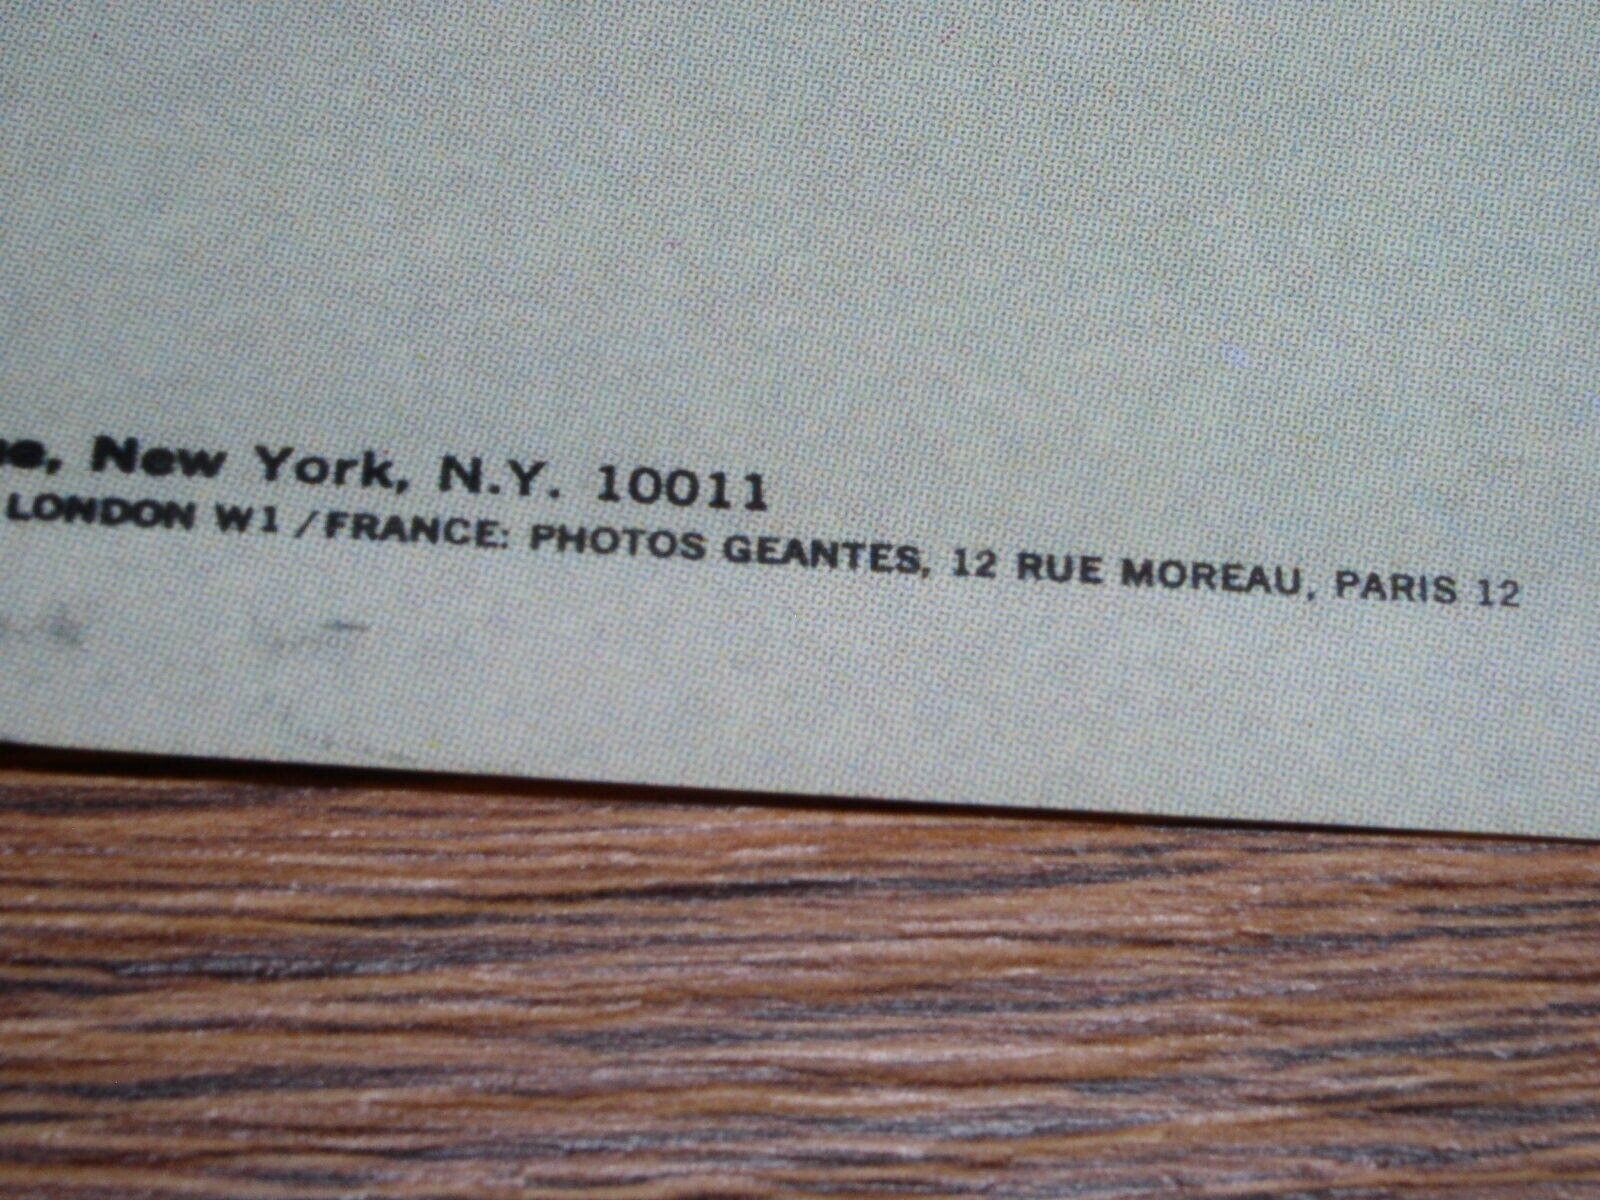 New York, N.Y. 10011
LONDON W1 /FRANCE: PHOTOS GEANTES, 12 RUE MOREAU, PARIS 12